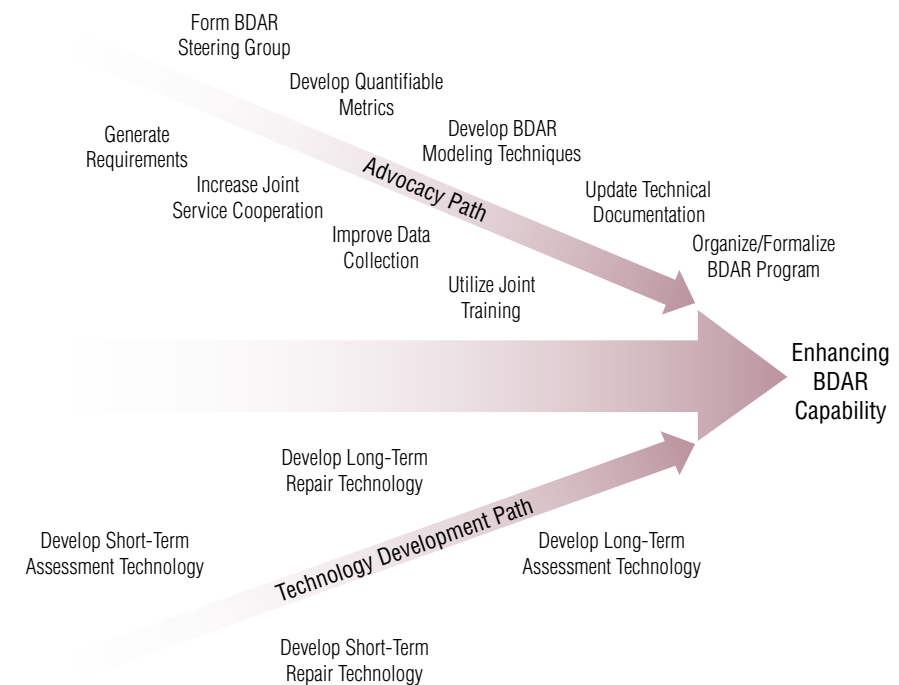 Form BDAR
Steering Group
Develop Quantifiable
Metrics
Generate
Requirements
Develop BDAR
Modeling Techniques
Increase Joint
Service Cooperation
Advocacy Path
Update Technical
Documentation
Improve Data
Collection
Organize/Formalize
BDAR Program
Utilize Joint
Training
Enhancing
BDAR
Capability
Develop Long-Term
Repair Technology
Develop Short-Term
Assessment Technology
Technology Development Path
Develop Long-Term
Assessment Technology
Develop Short-Term
Repair Technology